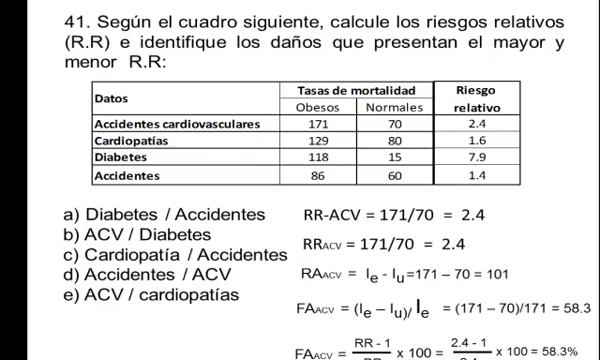 41. Según el cuadro siguiente, calcule los riesgos relativos
(R.R) e identifique los daños que presentan el mayor y
menor R.R:
Datos Tasas de mortalidad Riesgo relativo
Obesos Normales
Accidentes cardiovasculares 171 70 2.4
Cardiopatías 129 80 1.6
Diabetes 118 15 7.9
Accidentes 86 60 1.4
a) Diabetes / Accidentes
b) ACV / Diabetes
c) Cardiopatía / Accidentes
d) Accidentes / ACV
e) ACV / cardiopatías
RR-ACV = 171/70 = 2.4
RRACV = 171/70 = 2.4
RAACV = Ie - Iu=171 – 70 = 101
FAACV = (Ie – Iu)/ Ie = (171 – 70)/171 = 58.3
FAACV = RR - 1 x 100 = 2.4 - 1 x 100 = 58.3%